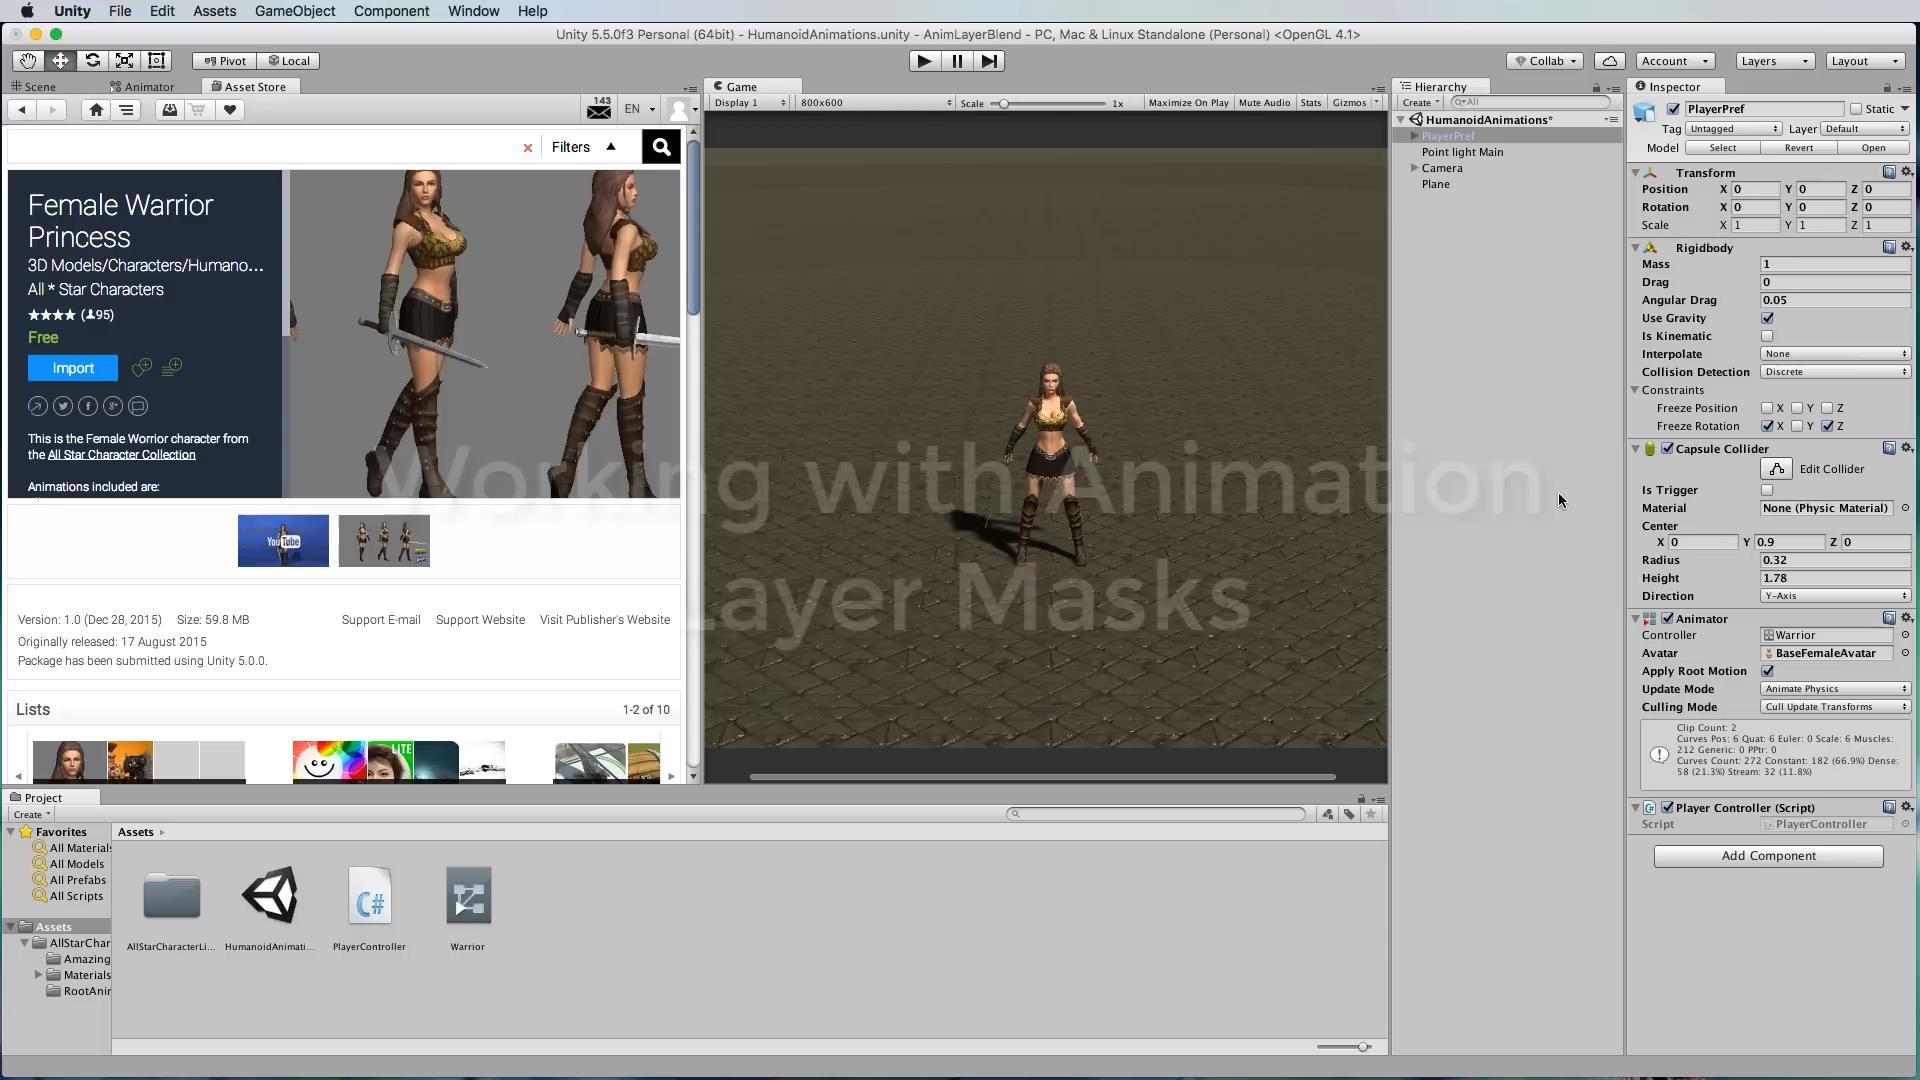 Unity File Edit Assets GameObject Component Window Help
Unity 5.5.0f3 Personal (64bit) - HumanoidAnimations.unity - AnimLayerBlend - PC, Mac & Linux Standalone (Personal) <OpenGL 4.1>
Pivot Local
Collab Account Layers Layout
Scene Animator Asset Store
143
EN
Filters
Female Warrior
Princess
3D Models/Characters/Humano...
All * Star Characters
(95)
Free
Import
This is the Female Worrior character from
the All Star Character Collection
Animations included are:
YouTube
Version: 1.0 (Dec 28, 2015) Size: 59.8 MB
Support E-mail Support Website Visit Publisher's Website
Originally released: 17 August 2015
Package has been submitted using Unity 5.0.0.
Lists
1-2 of 10
LITE
Game
Display 1 800x600 Scale 1x Maximize On Play Mute Audio Stats Gizmos
Working with Animation
Layer Masks
Hierarchy
Create All
HumanoidAnimations*
PlayerPref
Point light Main
Camera
Plane
Inspector
PlayerPref Static
Tag Untagged Layer Default
Model Select Revert Open
Transform
Position X 0 Y 0 Z 0
Rotation X 0 Y 0 Z 0
Scale X 1 Y 1 Z 1
Rigidbody
Mass 1
Drag 0
Angular Drag 0.05
Use Gravity
Is Kinematic
Interpolate None
Collision Detection Discrete
Constraints
Freeze Position X Y Z
Freeze Rotation X Y Z
Capsule Collider
Edit Collider
Is Trigger
Material None (Physic Material)
Center
X 0 Y 0.9 Z 0
Radius 0.32
Height 1.78
Direction Y-Axis
Animator
Controller Warrior
Avatar BaseFemaleAvatar
Apply Root Motion
Update Mode Animate Physics
Culling Mode Cull Update Transforms
Clip Count: 2
Curves Pos: 6 Quat: 6 Euler: 0 Scale: 6 Muscles:
212 Generic: 0 PPtr: 0
Curves Count: 272 Constant: 182 (66.9%) Dense:
58 (21.3%) Stream: 32 (11.8%)
Player Controller (Script)
Script PlayerController
Add Component
Project
Create
Favorites
All Materials
All Models
All Prefabs
All Scripts
Assets
AllStarChar
Amazing
Materials
RootAnir
Assets
C#
AllStarCharacterLi... HumanoidAnimati... PlayerController Warrior